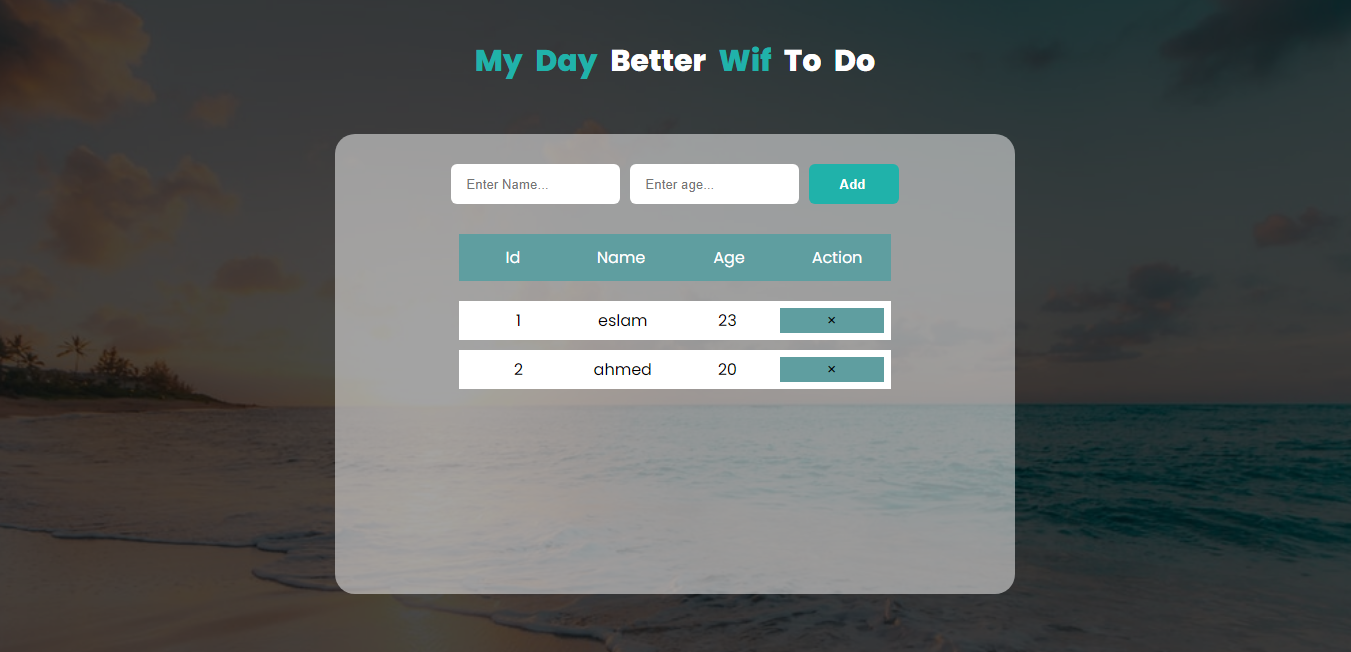 My Day Better Wif To Do
Enter Name... Enter age... Add
Id Name Age Action
1 eslam 23 ×
2 ahmed 20 ×